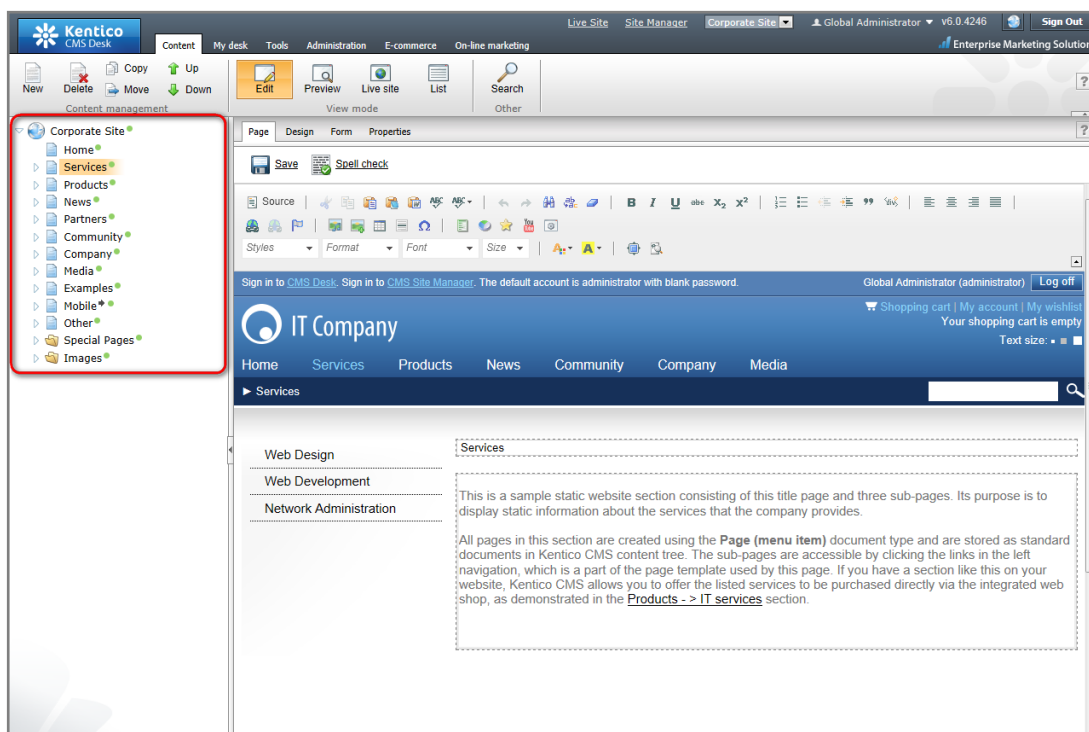 Live Site Site Manager Corporate Site Global Administrator v6.0.4246 Sign Out
Kentico
CMS Desk
Content My desk Tools Administration E-commerce On-line marketing Enterprise Marketing Solution
Copy Up
New Delete Move Down Edit Preview Live site List Search
Content management View mode Other
Corporate Site
Home
Services
Products
News
Partners
Community
Company
Media
Examples
Mobile
Other
Special Pages
Images
Page Design Form Properties
Save Spell check
Source
Styles Format Font Size
Sign in to CMS Desk. Sign in to CMS Site Manager. The default account is administrator with blank password. Global Administrator (administrator) Log off
Shopping cart | My account | My wishlist
Your shopping cart is empty
Text size:
IT Company
Home Services Products News Community Company Media
Services
Web Design
Web Development
Network Administration
Services
This is a sample static website section consisting of this title page and three sub-pages. Its purpose is to
display static information about the services that the company provides.
All pages in this section are created using the Page (menu item) document type and are stored as standard
documents in Kentico CMS content tree. The sub-pages are accessible by clicking the links in the left
navigation, which is a part of the page template used by this page. If you have a section like this on your
website, Kentico CMS allows you to offer the listed services to be purchased directly via the integrated web
shop, as demonstrated in the Products - > IT services section.